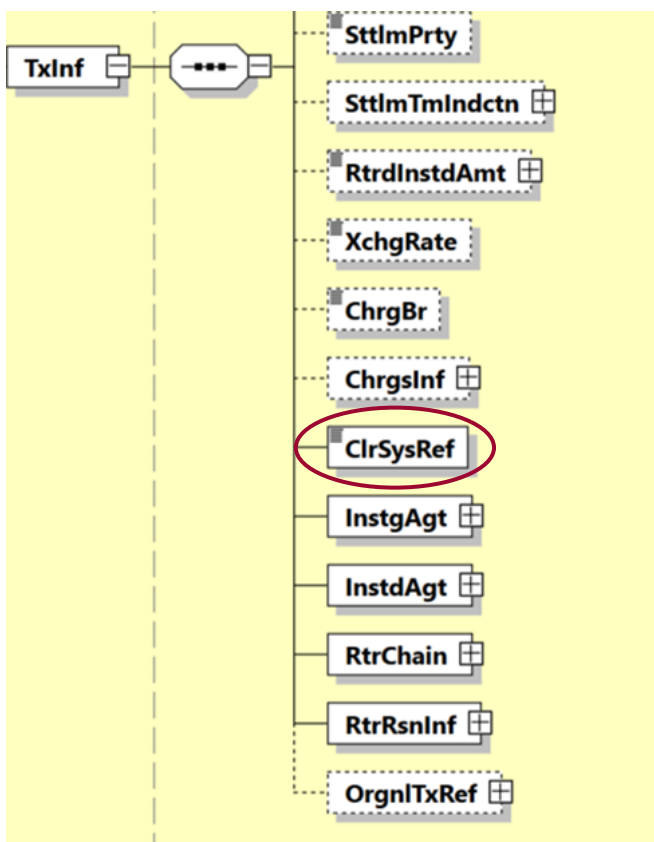 TxInf
SttlmPrty
SttlmTmIndctn
RtrdInstdAmt
XchgRate
ChrgBr
ChrgsInf
ClrSysRef
InstgAgt
InstdAgt
RtrChain
RtrRsnInf
OrgnlTxRef